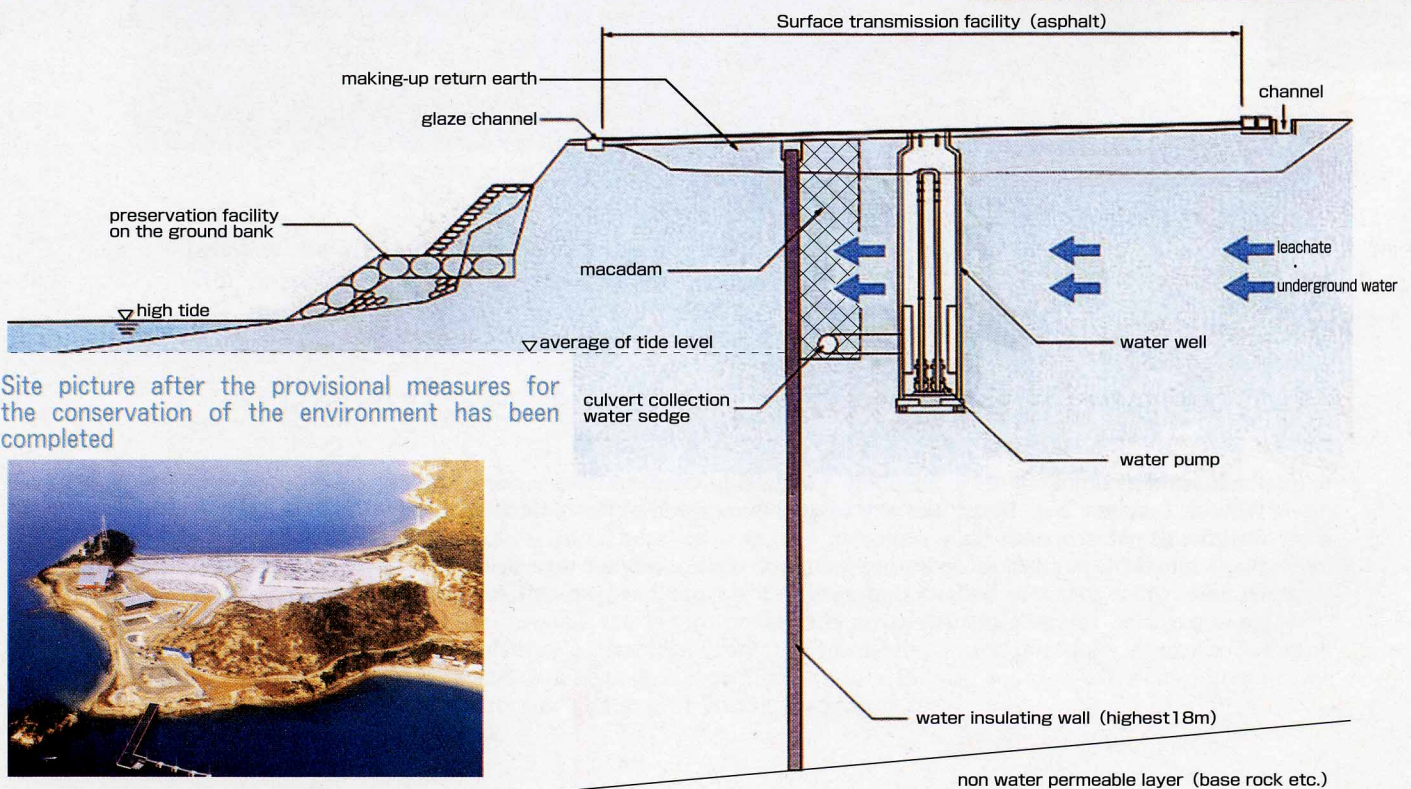 Surface transmission facility (asphalt)
making-up return earth
channel
glaze channel
preservation facility
on the ground bank
macadam
leachate
underground water
high tide
average of tide level
water well
Site picture after the provisional measures for
the conservation of the environment has been
completed
culvert collection
water sedge
water pump
water insulating wall (highest18m)
non water permeable layer (base rock etc.)